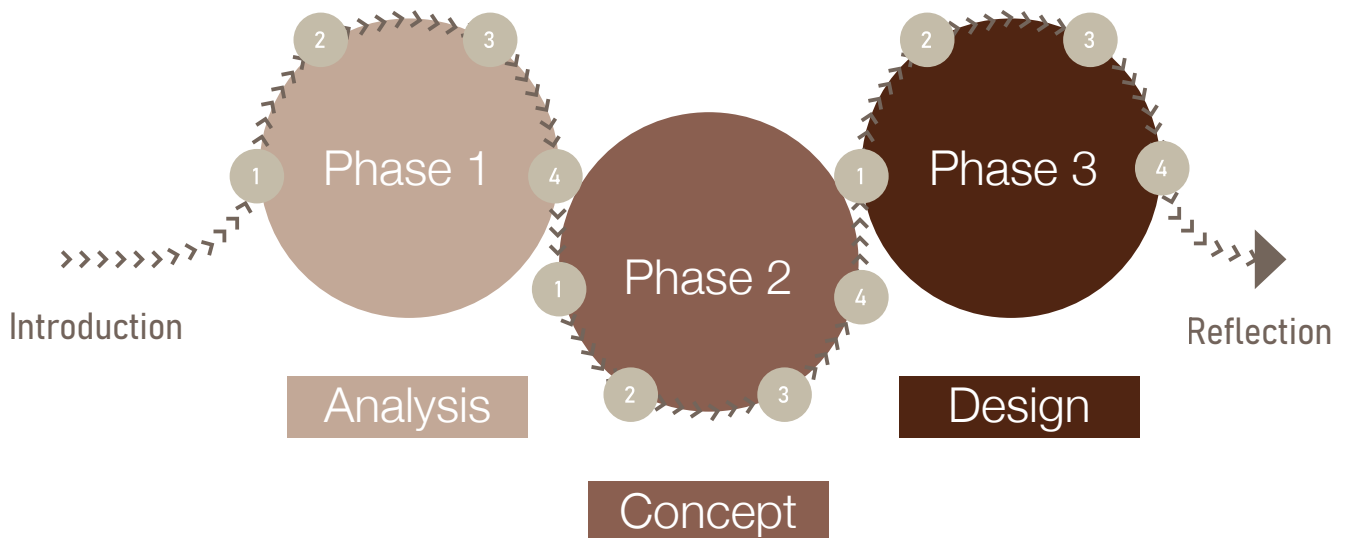 2
3
2
3
1
Phase 1
4
1
Phase 3
4
Phase 2
1
4
Introduction
Reflection
2
3
Analysis
Design
Concept